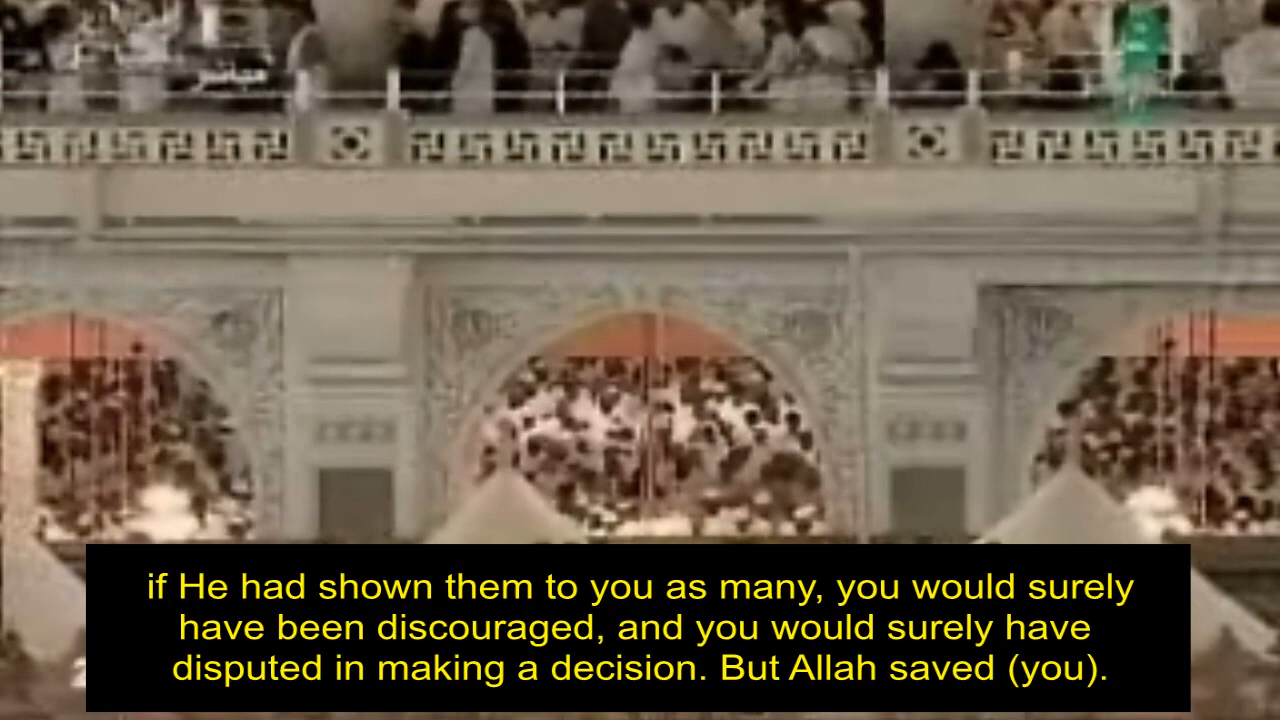 مباشر
if He had shown them to you as many, you would surely
have been discouraged, and you would surely have
disputed in making a decision. But Allah saved (you).